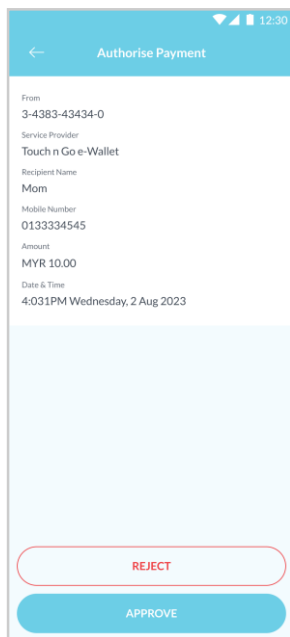 12:30
Authorise Payment
From
3-4383-43434-0
Service Provider
Touch n Go e-Wallet
Recipient Name
Mom
Mobile Number
0133334545
Amount
MYR 10.00
Date & Time
4:031PM Wednesday, 2 Aug 2023
REJECT
APPROVE